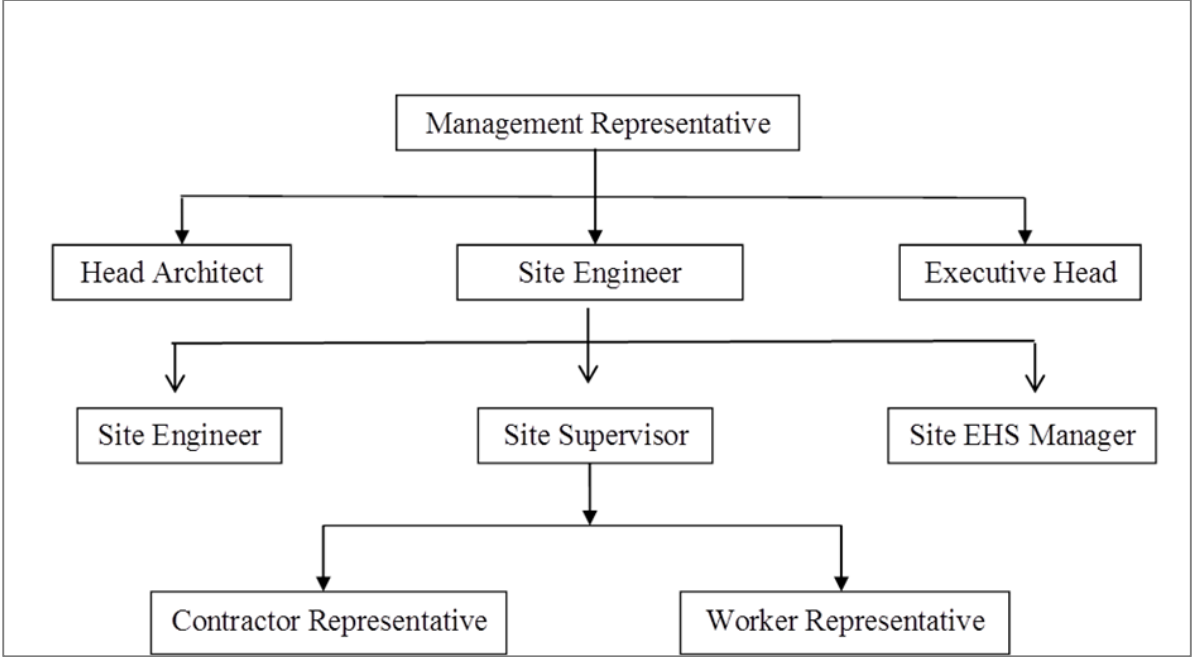 Management Representative
Head Architect
Site Engineer
Executive Head
Site Engineer
Site Supervisor
Site EHS Manager
Contractor Representative
Worker Representative